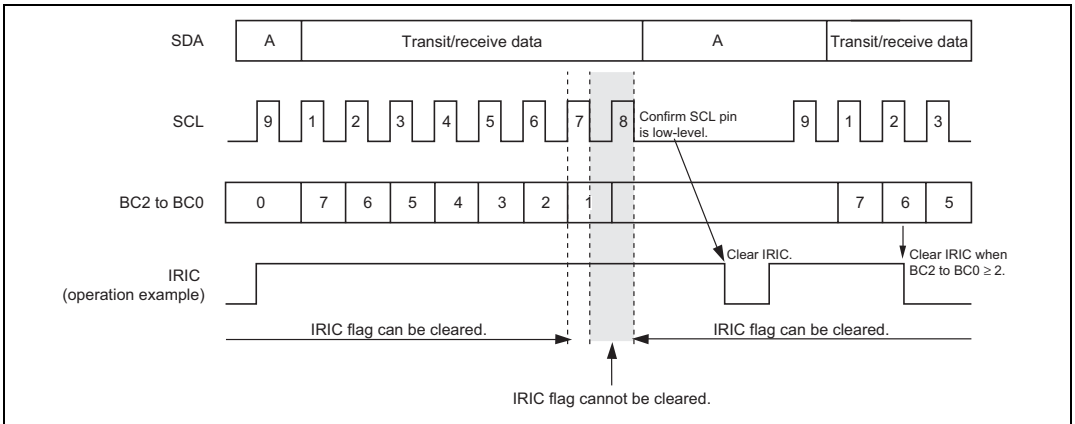 SDA A Transit/receive data A Transit/receive data
SCL 9 1 2 3 4 5 6 7 8 Confirm SCL pin is low-level. 9 1 2 3
BC2 to BC0 0 7 6 5 4 3 2 1 7 6 5
IRIC
(operation example)
Clear IRIC.
Clear IRIC when
BC2 to BC0 ≥ 2.
IRIC flag can be cleared. IRIC flag can be cleared.
IRIC flag cannot be cleared.